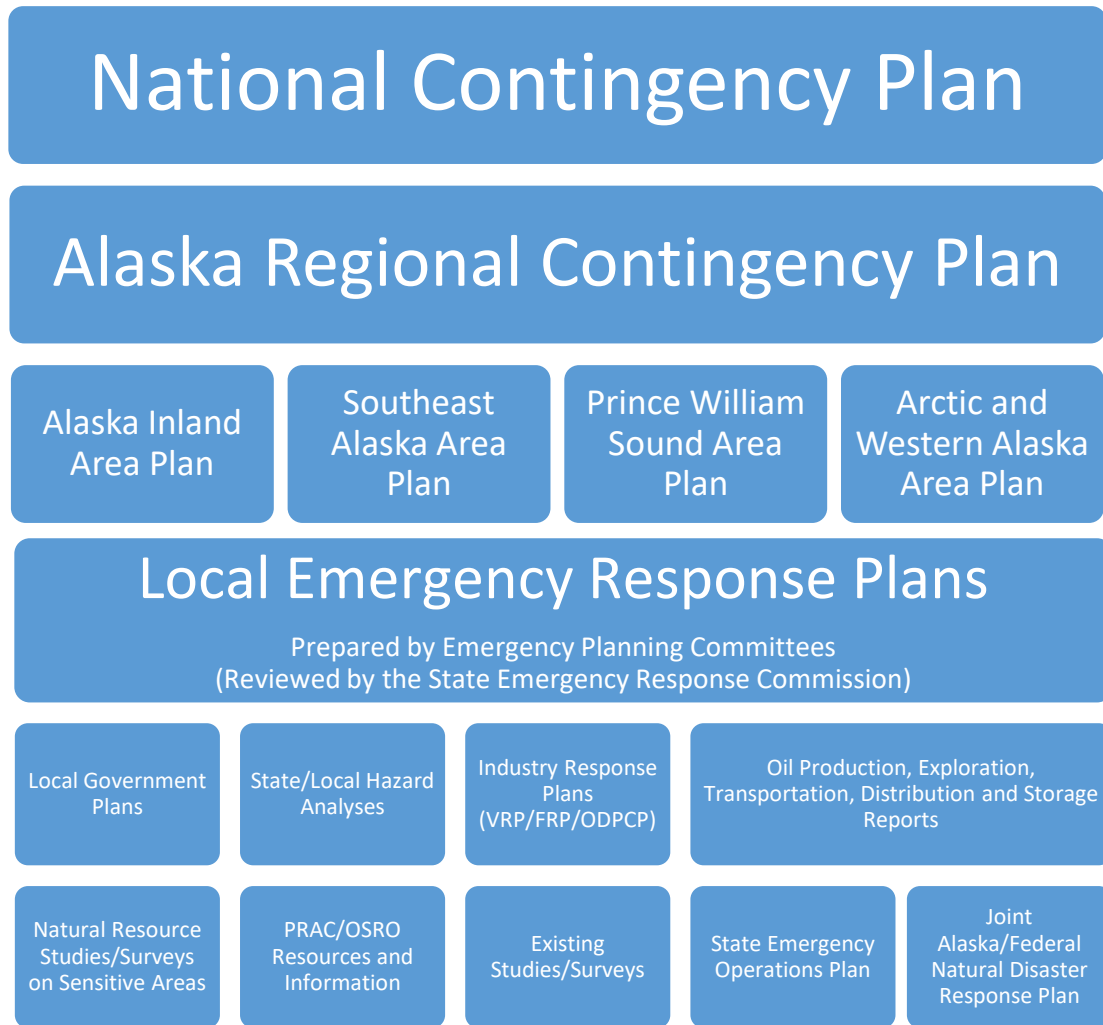 National Contingency Plan
Alaska Regional Contingency Plan
Alaska Inland
Area Plan
Southeast
Alaska Area
Plan
Prince William
Sound Area
Plan
Arctic and
Western Alaska
Area Plan
Local Emergency Response Plans
Prepared by Emergency Planning Committees
(Reviewed by the State Emergency Response Commission)
Local Government
Plans
State/Local Hazard
Analyses
Industry Response
Plans
(VRP/FRP/ODPCP)
Oil Production, Exploration,
Transportation, Distribution and Storage
Reports
Natural Resource
Studies/Surveys
on Sensitive Areas
PRAC/OSRO
Resources and
Information
Existing
Studies/Surveys
State Emergency
Operations Plan
Joint
Alaska/Federal
Natural Disaster
Response Plan